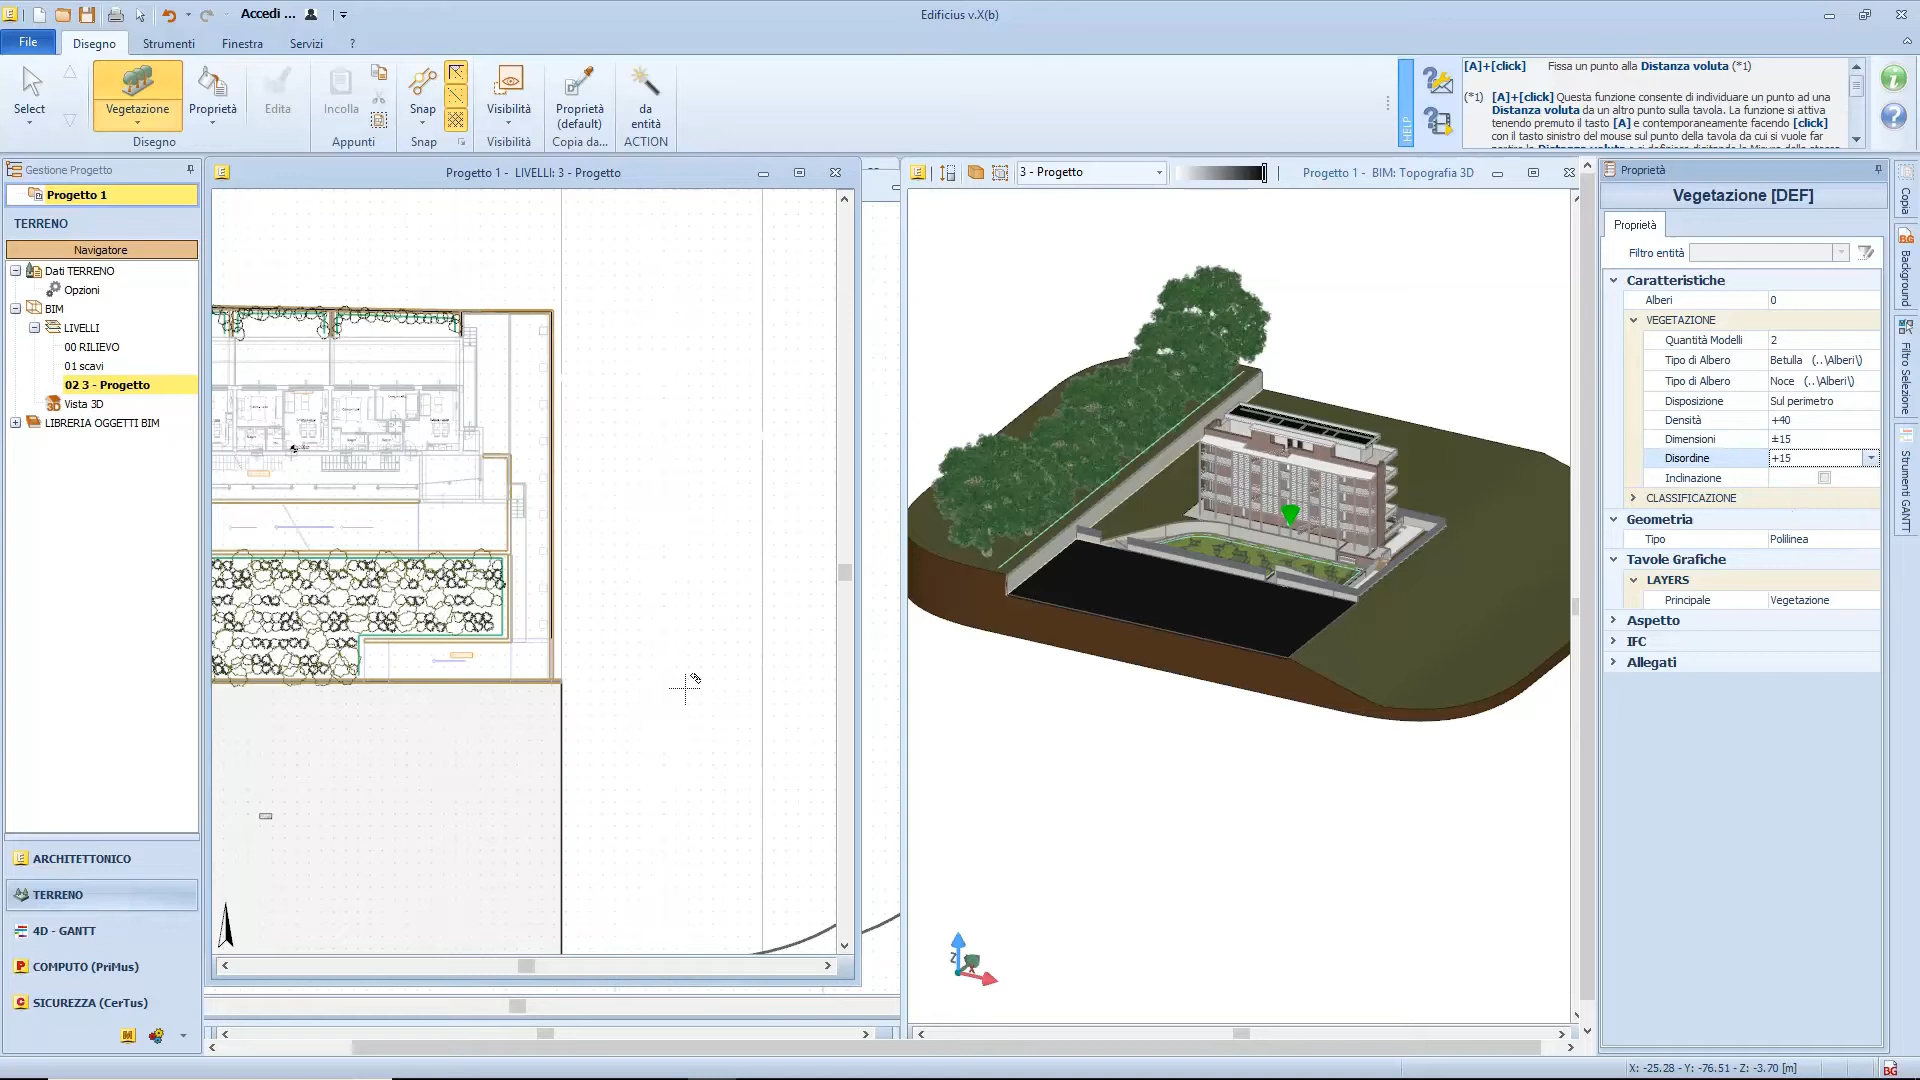 Accedi ...
Edificius v.X(b)
File
Disegno
Strumenti
Finestra
Servizi
?
Select
Vegetazione
Proprietà
Edita
Incolla
Snap
Visibilità
Proprietà
(default)
da
entità
Disegno
Appunti
Snap
Visibilità
Copia da...
ACTION
HELP
[A]+[click] Fissa un punto alla Distanza voluta (*1)
(*1) [A]+[click] Questa funzione consente di individuare un punto ad una
Distanza voluta da un altro punto sulla tavola. La funzione si attiva
tenendo premuto il tasto [A] e contemporaneamente facendo [click]
con il tasto sinistro del mouse sul punto della tavola da cui si vuole far
Gestione Progetto
Progetto 1
TERRENO
Navigatore
Dati TERRENO
Opzioni
BIM
LIVELLI
00 RILIEVO
01 scavi
02 3 - Progetto
Vista 3D
LIBRERIA OGGETTI BIM
ARCHITETTONICO
TERRENO
4D - GANTT
COMPUTO (PriMus)
SICUREZZA (CerTus)
Progetto 1 - LIVELLI: 3 - Progetto
3 - Progetto
Progetto 1 - BIM: Topografia 3D
Z
X
Proprietà
Vegetazione [DEF]
Proprietà
Filtro entità
Caratteristiche
Alberi 0
VEGETAZIONE
Quantità Modelli 2
Tipo di Albero Betulla (..\Alberi\)
Tipo di Albero Noce (..\Alberi\)
Disposizione Sul perimetro
Densità +40
Dimensioni ±15
Disordine +15
Inclinazione
CLASSIFICAZIONE
Geometria
Tipo Polilinea
Tavole Grafiche
LAYERS
Principale Vegetazione
Aspetto
IFC
Allegati
Copia
Background
Filtro Selezione
Strumenti GANTT
X: -25.28 - Y: -76.51 - Z: -3.70 [m]
BG